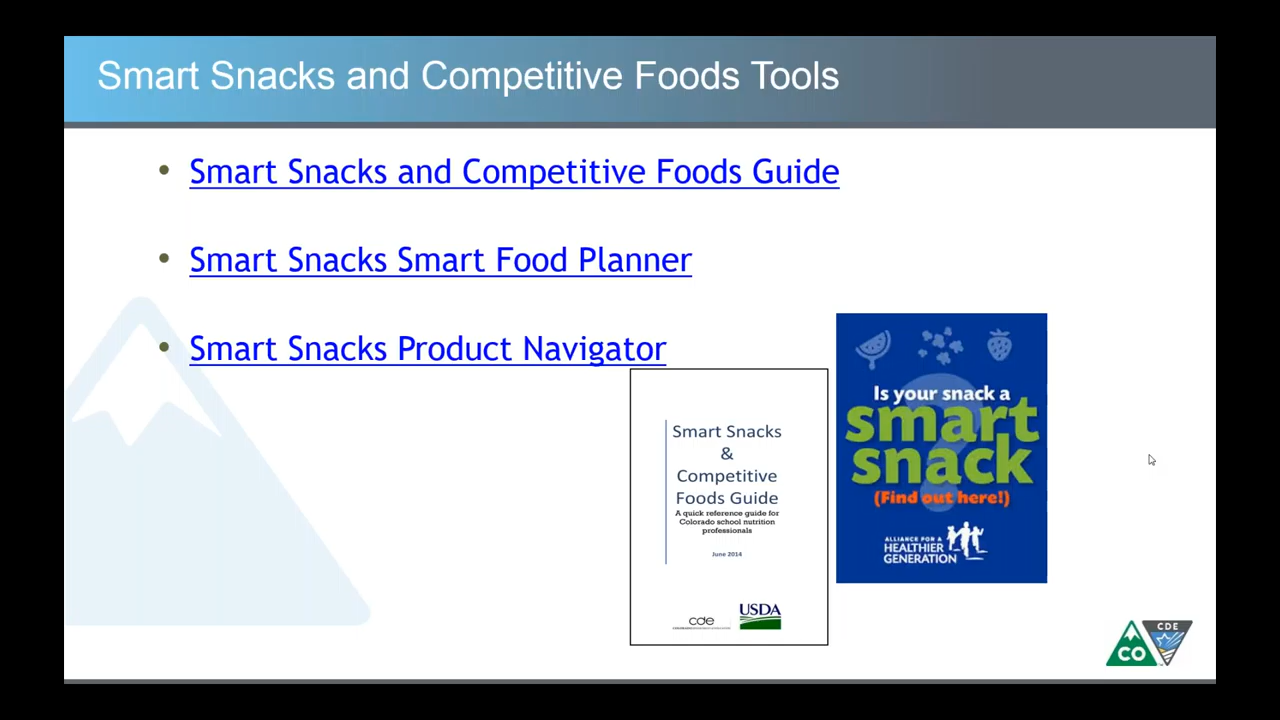 Smart Snacks and Competitive Foods Tools
• Smart Snacks and Competitive Foods Guide
• Smart Snacks Smart Food Planner
• Smart Snacks Product Navigator
Smart Snacks
&
Competitive
Foods Guide
A quick reference guide for
Colorado school nutrition
professionals
June 2014
cde
USDA
Is your snack a
smart
snack
(Find out here!)
ALLIANCE FOR A
HEALTHIER
GENERATION
CO
CDE